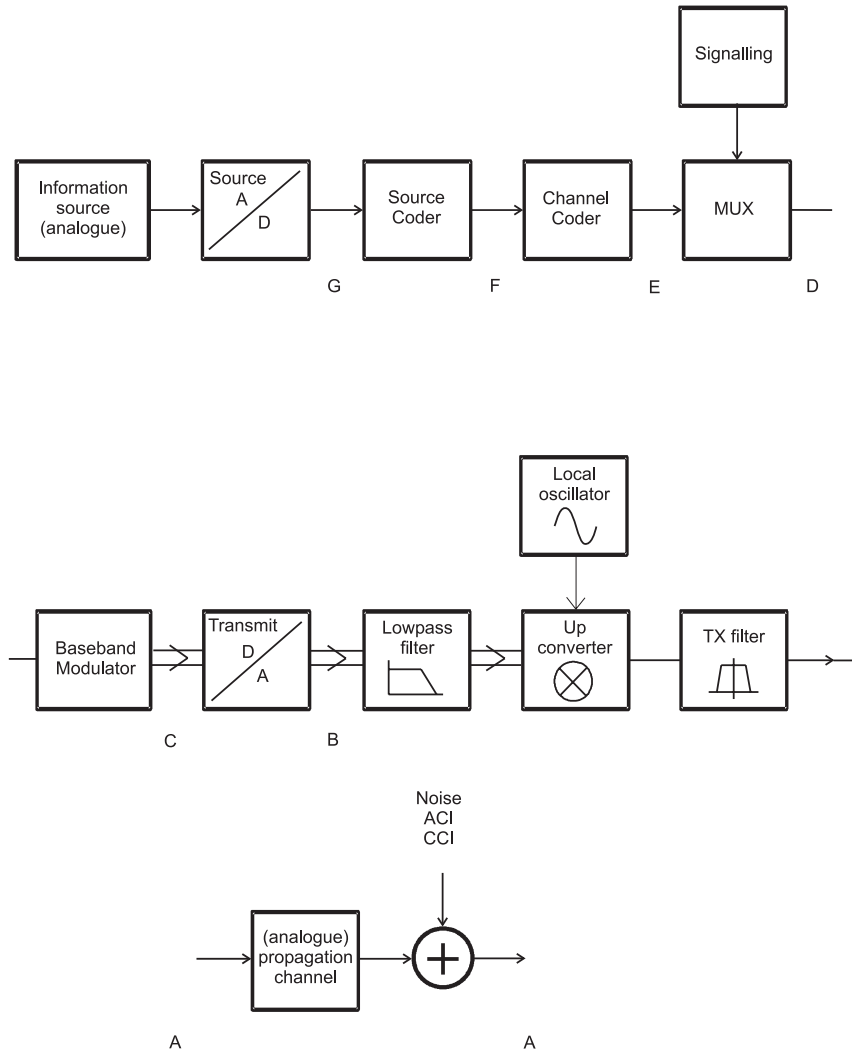 Signalling
Information
source
(analogue)
Source
A
D
Source
Coder
Channel
Coder
MUX
G
F
E
D
Local
oscillator
Baseband
Modulator
Transmit
D
A
Lowpass
filter
Up
converter
TX filter
C
B
Noise
ACI
CCI
(analogue)
propagation
channel
A
A